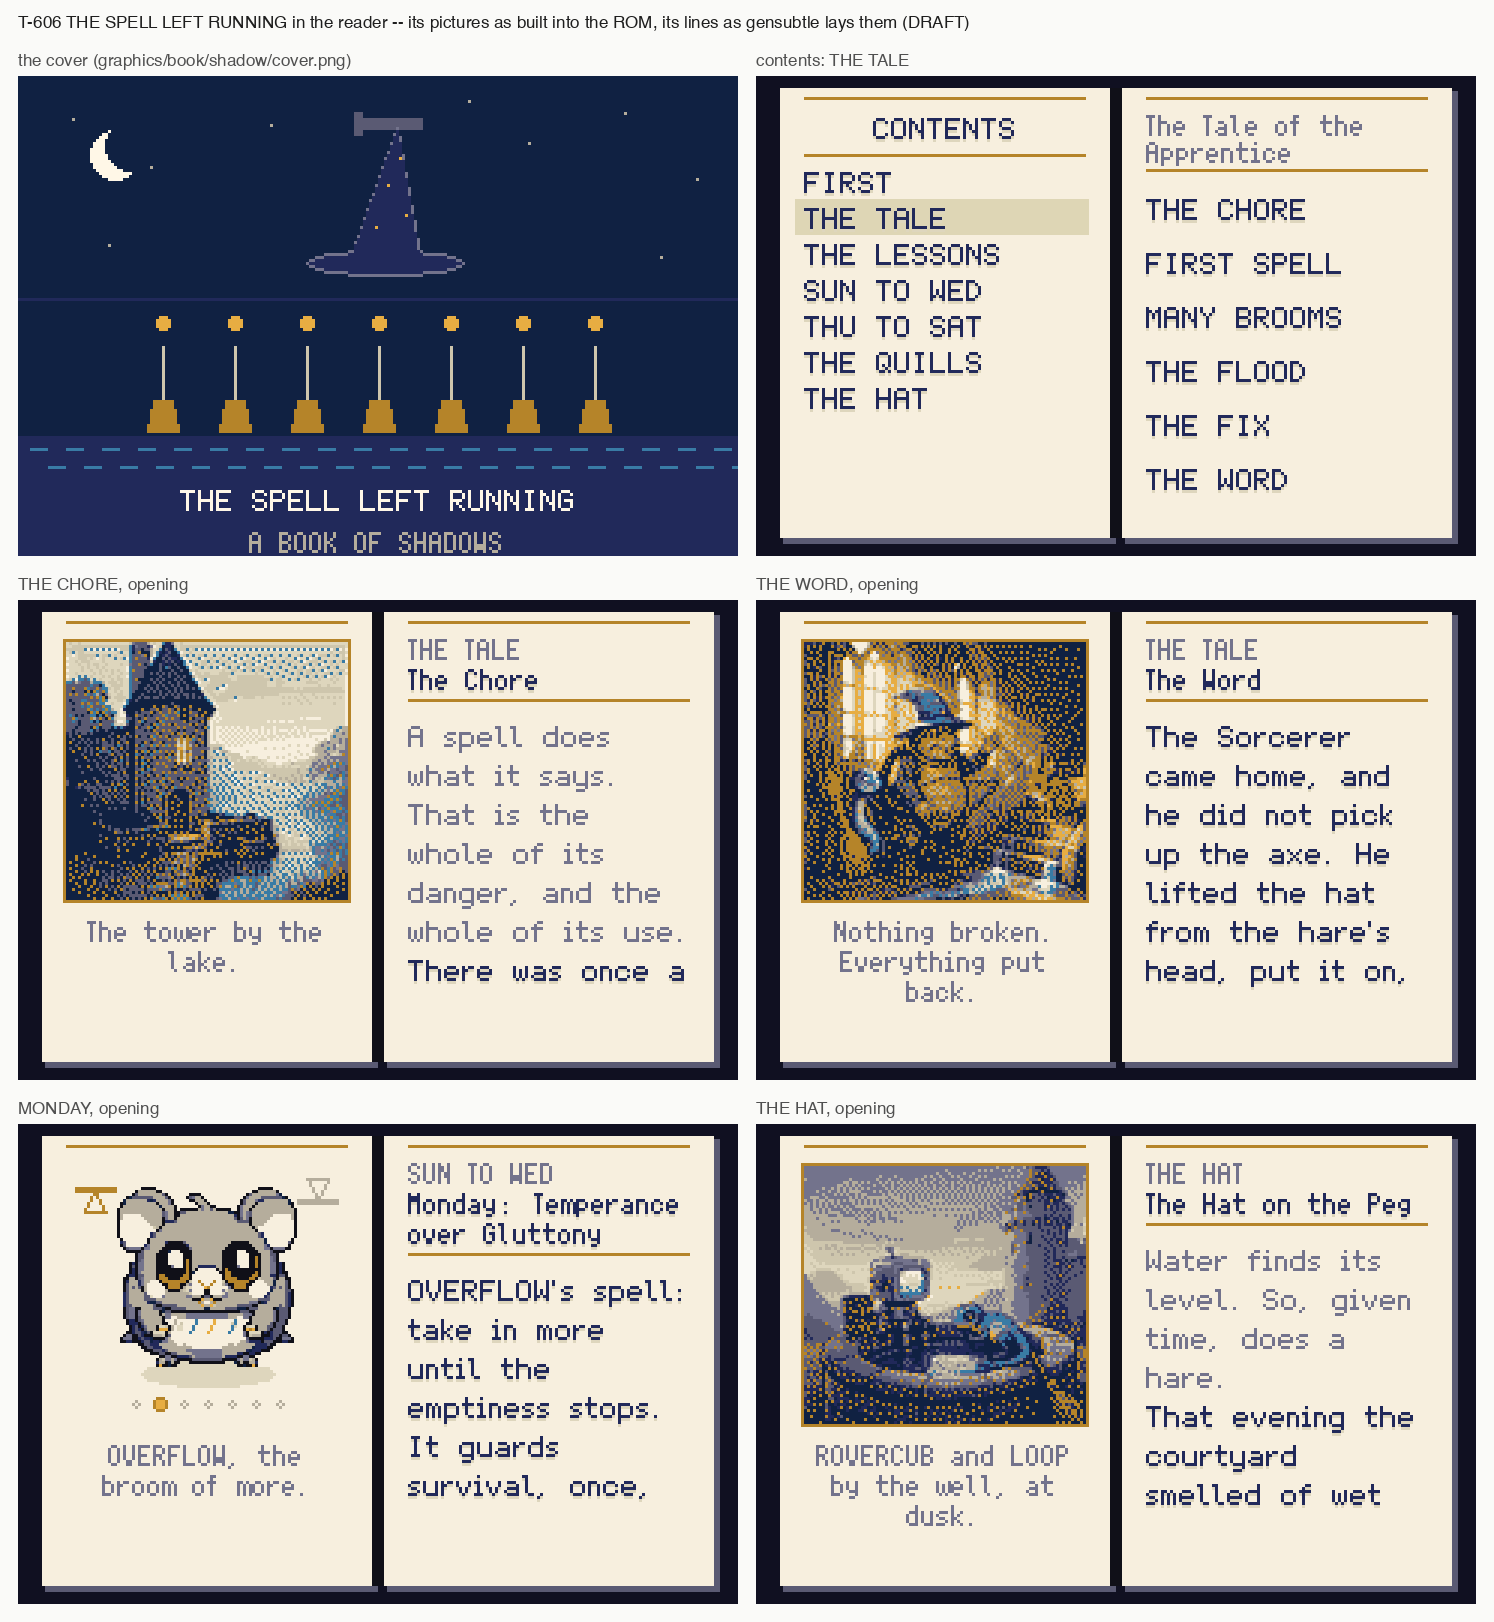 T-606 THE SPELL LEFT RUNNING in the reader -- its pictures as built into the ROM, its lines as gensubtle lays them (DRAFT)
the cover (graphics/book/shadow/cover.png)
THE SPELL LEFT RUNNING
A BOOK OF SHADOWS
contents: THE TALE
CONTENTS
FIRST
THE TALE
THE LESSONS
SUN TO WED
THU TO SAT
THE QUILLS
THE HAT
The Tale of the
Apprentice
THE CHORE
FIRST SPELL
MANY BROOMS
THE FLOOD
THE FIX
THE WORD
THE CHORE, opening
The tower by the
lake.
THE TALE
The Chore
A spell does
what it says.
That is the
whole of its
danger, and the
whole of its use.
There was once a
THE WORD, opening
Nothing broken.
Everything put
back.
THE TALE
The Word
The Sorcerer
came home, and
he did not pick
up the axe. He
lifted the hat
from the hare's
head, put it on,
MONDAY, opening
OVERFLOW, the
broom of more.
SUN TO WED
Monday: Temperance
over Gluttony
OVERFLOW's spell:
take in more
until the
emptiness stops.
It guards
survival, once,
THE HAT, opening
ROVERCUB and LOOP
by the well, at
dusk.
THE HAT
The Hat on the Peg
Water finds its
level. So, given
time, does a
hare.
That evening the
courtyard
smelled of wet